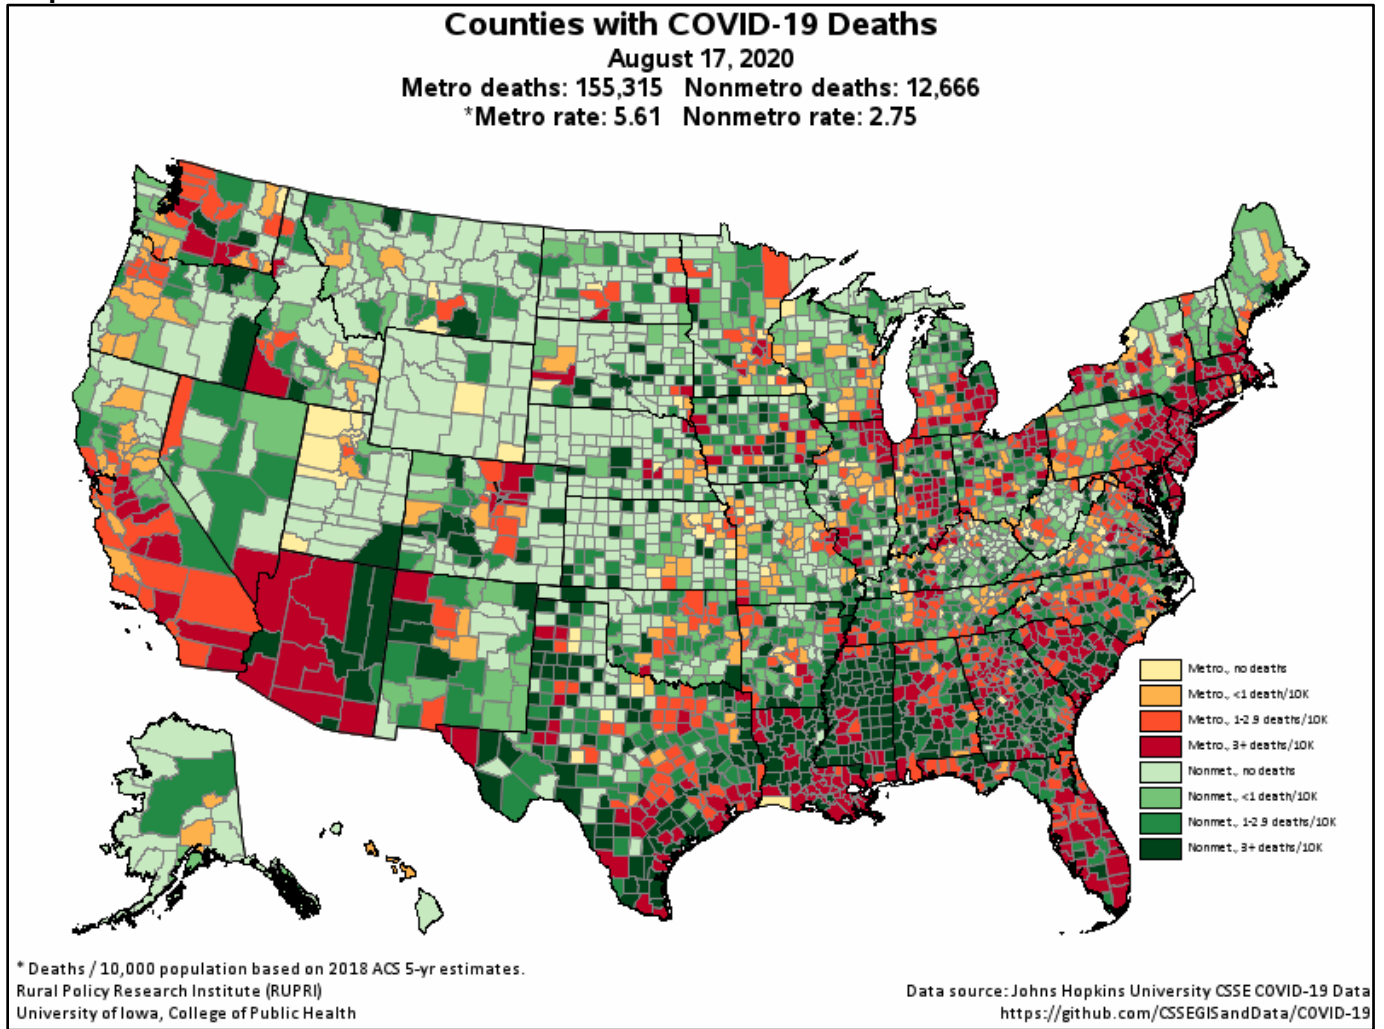 Counties with COVID-19 Deaths
August 17, 2020
Metro deaths: 155,315 Nonmetro deaths: 12,666
*Metro rate: 5.61 Nonmetro rate: 2.75
Metro., no deaths
Metro., <1 death/10K
Metro., 1-2.9 deaths/10K
Metro., 3+ deaths/10K
Nonmet., no deaths
Nonmet., <1 death/10K
Nonmet., 1-2.9 deaths/10K
Nonmet., 3+ deaths/10K
* Deaths / 10,000 population based on 2018 ACS 5-yr estimates.
Rural Policy Research Institute (RUPRI)
University of Iowa, College of Public Health
Data source: Johns Hopkins University CSSE COVID-19 Data
https://github.com/CSSEGISandData/COVID-19